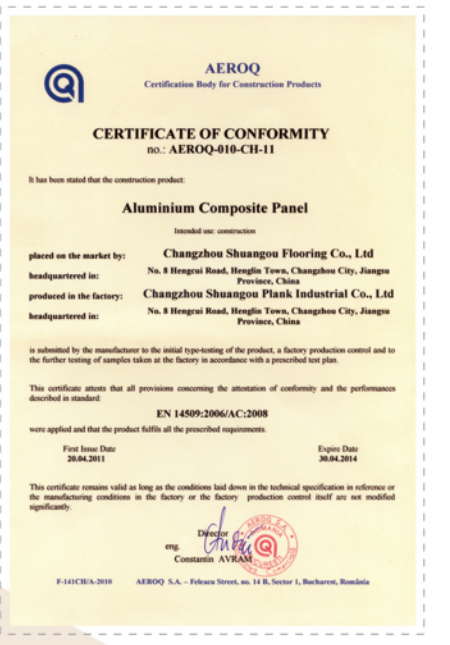 AEROQ
Certification Body for Construction Products
CERTIFICATE OF CONFORMITY
no.: AEROQ-010-CH-11
It has been stated that the construction product:
Aluminium Composite Panel
Intended use: construction
placed on the market by: Changzhou Shuangou Flooring Co., Ltd
headquartered in: No. 8 Hengcui Road, Henglin Town, Changzhou City, Jiangsu
Province, China
produced in the factory: Changzhou Shuangou Plank Industrial Co., Ltd
headquartered in: No. 8 Hengcui Road, Henglin Town, Changzhou City, Jiangsu
Province, China
is submitted by the manufacturer to the initial type-testing of the product, a factory production control and to
the further testing of samples taken at the factory in accordance with a prescribed test plan.
This certificate attests that all provisions concerning the attestation of conformity and the performances
described in standard:
EN 14509:2006/AC:2008
were applied and that the product fulfils all the prescribed requirements.
First Issue Date Expire Date
20.04.2011 30.04.2014
This certificate remains valid as long as the conditions laid down in the technical specification in reference or
the manufacturing conditions in the factory or the factory production control itself are not modified
significantly.
Director
eng.
Constantin AVRAM
AEROQ S.A.
F-141CH/A-2010 AEROQ S.A. – Feleacu Street, no. 14 B, Sector 1, Bucharest, România